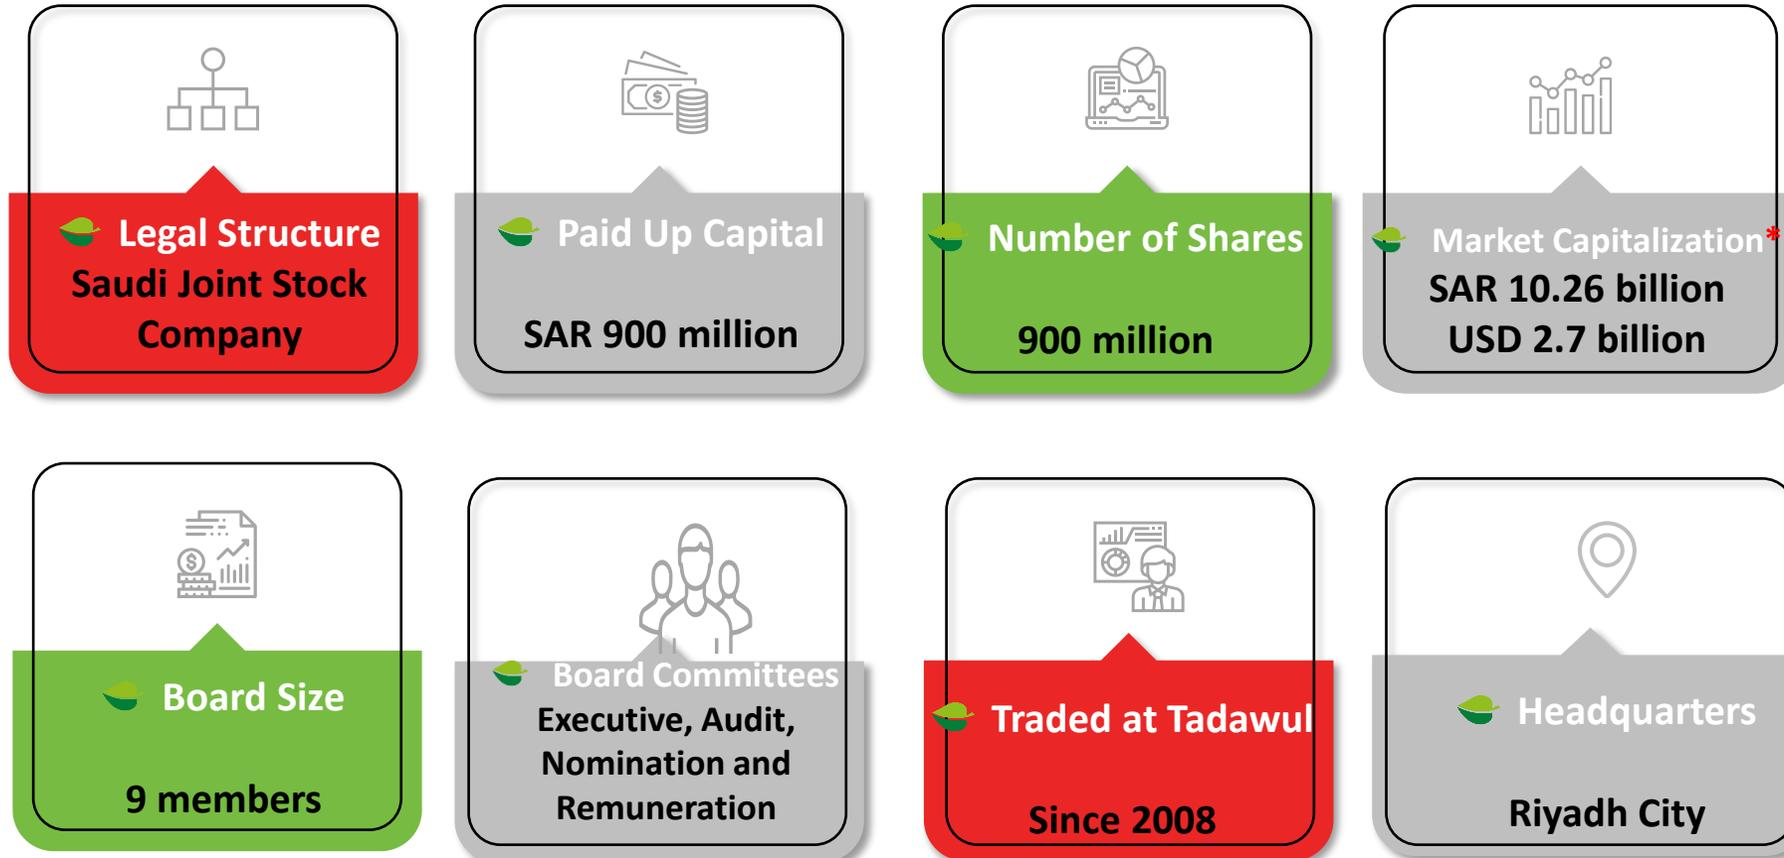 Legal Structure
Saudi Joint Stock
Company
Paid Up Capital
SAR 900 million
Number of Shares
900 million
Market Capitalization*
SAR 10.26 billion
USD 2.7 billion
Board Size
9 members
Board Committees
Executive, Audit,
Nomination and
Remuneration
Traded at Tadawul
Since 2008
Headquarters
Riyadh City